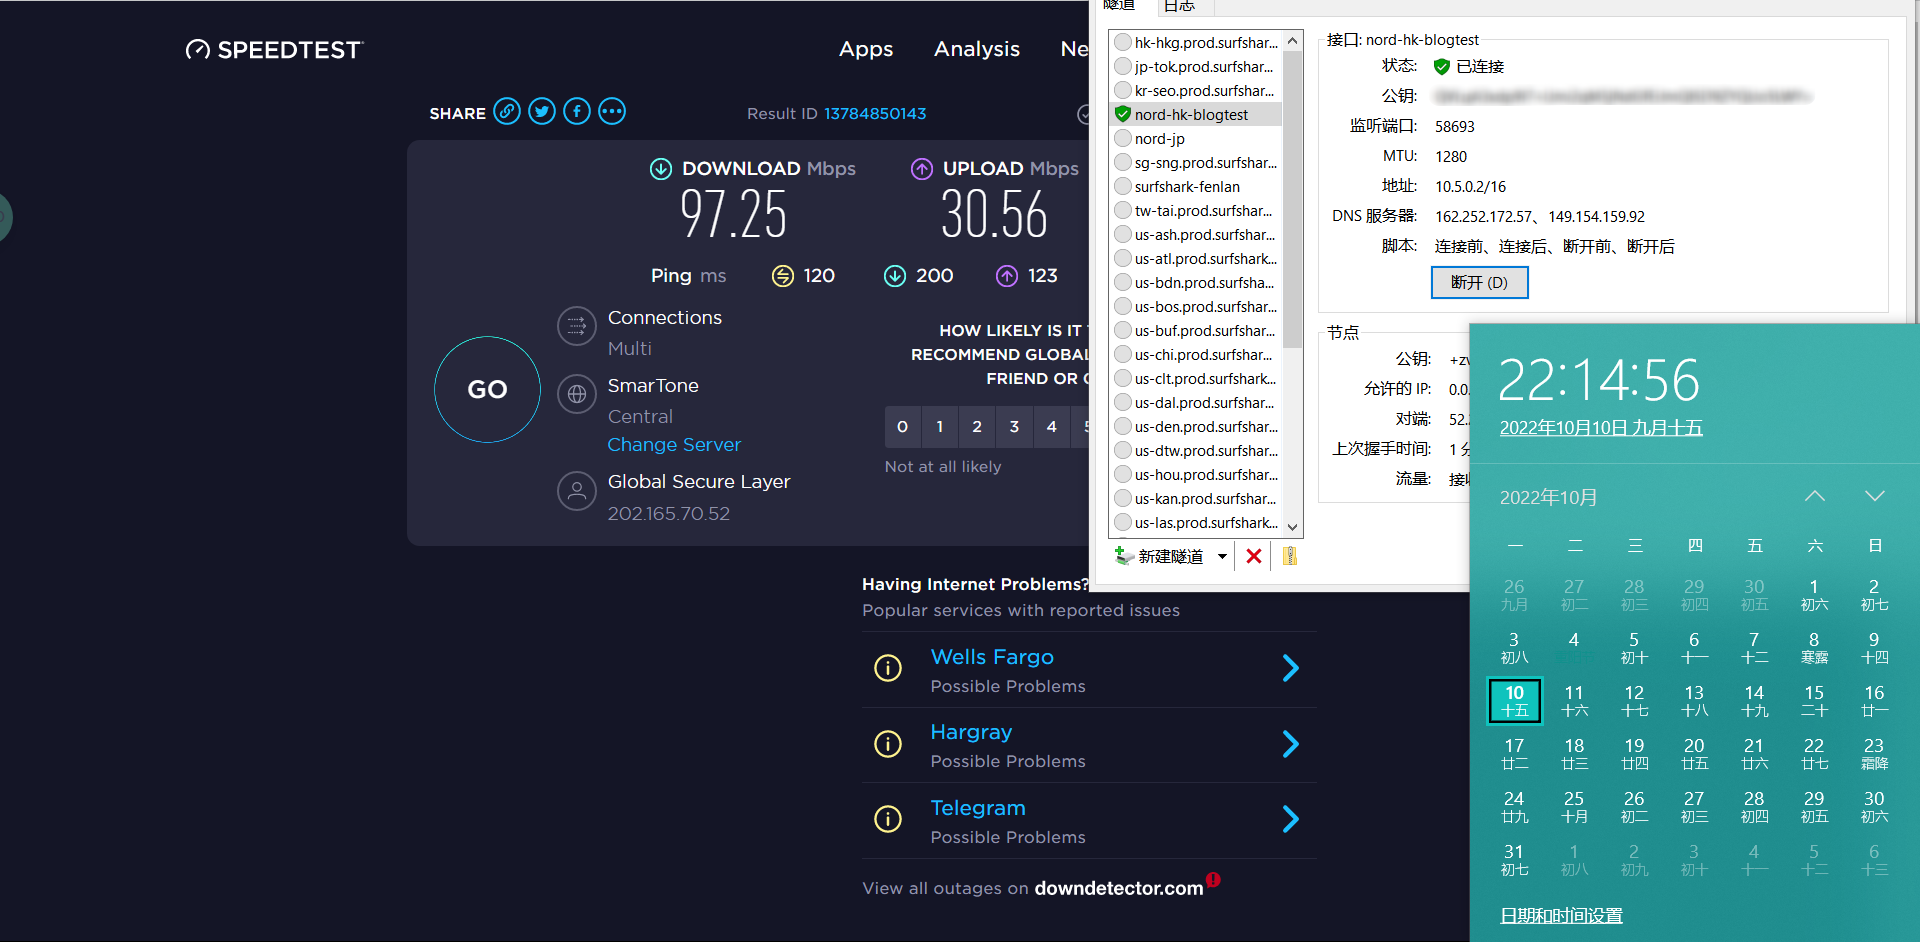 SPEEDTEST
Apps Analysis Ne
SHARE
Result ID 13784850143
DOWNLOAD Mbps
97.25
UPLOAD Mbps
30.56
Ping ms 120 200 123
GO
Connections
Multi
SmarTone
Central
Change Server
Global Secure Layer
202.165.70.52
HOW LIKELY IS IT
RECOMMEND GLOBAL
FRIEND OR
0 1 2 3 4 5
Not at all likely
Having Internet Problems?
Popular services with reported issues
Wells Fargo
Possible Problems
Hargray
Possible Problems
Telegram
Possible Problems
View all outages on downdetector.com
隧道 日志
hk-hkg.prod.surfshar...
jp-tok.prod.surfshar...
kr-seo.prod.surfshar...
nord-hk-blogtest
nord-jp
sg-sng.prod.surfshar...
surfshark-fenlan
tw-tai.prod.surfshar...
us-ash.prod.surfshar...
us-atl.prod.surfshark...
us-bdn.prod.surfsha...
us-bos.prod.surfshar...
us-buf.prod.surfshar...
us-chi.prod.surfshar...
us-clt.prod.surfshark...
us-dal.prod.surfshar...
us-den.prod.surfshar...
us-dtw.prod.surfshar...
us-hou.prod.surfshar...
us-kan.prod.surfshar...
us-las.prod.surfshark...
新建隧道
接口: nord-hk-blogtest
状态: 已连接
公钥:
监听端口: 58693
MTU: 1280
地址: 10.5.0.2/16
DNS 服务器: 162.252.172.57、149.154.159.92
脚本: 连接前、连接后、断开前、断开后
断开 (D)
节点
公钥: +zv
允许的 IP: 0.0.
对端: 52.
上次握手时间: 1 分
流量: 接收
22:14:56
2022年10月10日 九月十五
2022年10月
一 二 三 四 五 六 日
26 27 28 29 30 1 2
九月 初二 初三 初四 初五 初六 初七
3 4 5 6 7 8 9
初八 初十 十一 十二 寒露 十四
10 11 12 13 14 15 16
十五 十六 十七 十八 十九 二十 廿一
17 18 19 20 21 22 23
廿二 廿三 廿四 廿五 廿六 廿七 霜降
24 25 26 27 28 29 30
廿九 十月 初二 初三 初四 初五 初六
31 1 2 3 4 5 6
初七 初八 初九 初十 十一 十二 十三
日期和时间设置